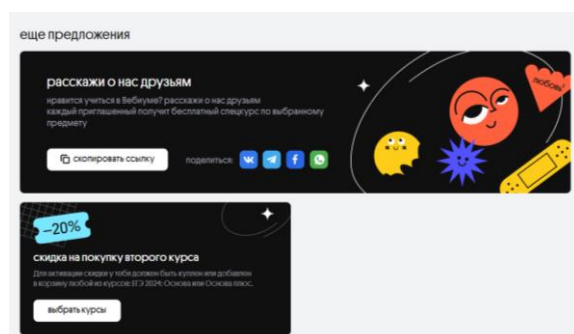 еще предложения
расскажи о нас друзьям
нравится учиться в Вебиуме? расскажи о нас друзьям
каждый приглашенный получит бесплатный спецкурс по выбранному
предмету
любовь!
скопировать ссылку
поделиться:
−20%
скидка на покупку второго курса
Для активации скидки у тебя должен быть куплен или добавлен
в корзину любой из курсов: ЕГЭ 2024: Основа или Основа плюс.
выбрать курсы